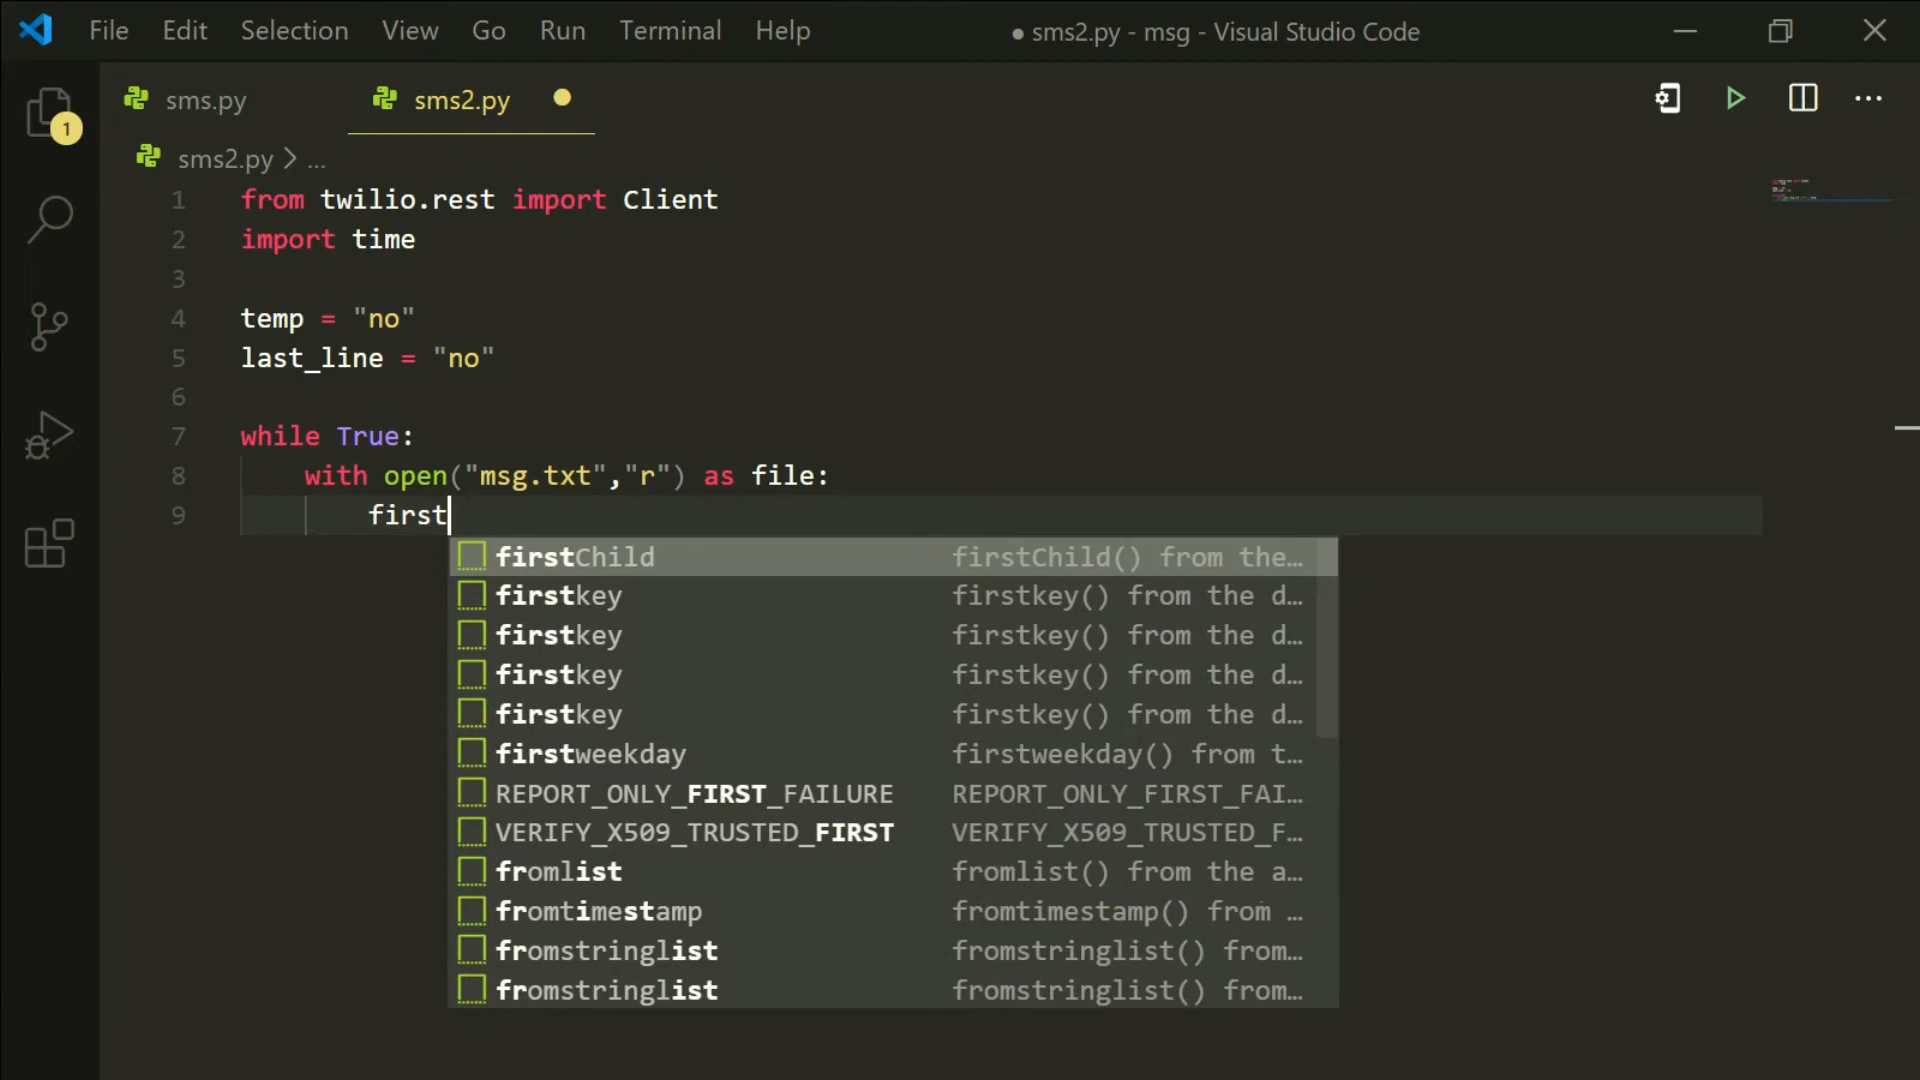 File Edit Selection View Go Run Terminal Help ● sms2.py - msg - Visual Studio Code
sms.py sms2.py
sms2.py > ...
1
1 from twilio.rest import Client
2 import time
3
4 temp = "no"
5 last_line = "no"
6
7 while True:
8 with open("msg.txt","r") as file:
9 first
firstChild firstChild() from the…
firstkey firstkey() from the d…
firstkey firstkey() from the d…
firstkey firstkey() from the d…
firstkey firstkey() from the d…
firstweekday firstweekday() from t…
REPORT_ONLY_FIRST_FAILURE REPORT_ONLY_FIRST_FAI…
VERIFY_X509_TRUSTED_FIRST VERIFY_X509_TRUSTED_F…
fromlist fromlist() from the a…
fromtimestamp fromtimestamp() from …
fromstringlist fromstringlist() from…
fromstringlist fromstringlist() from…